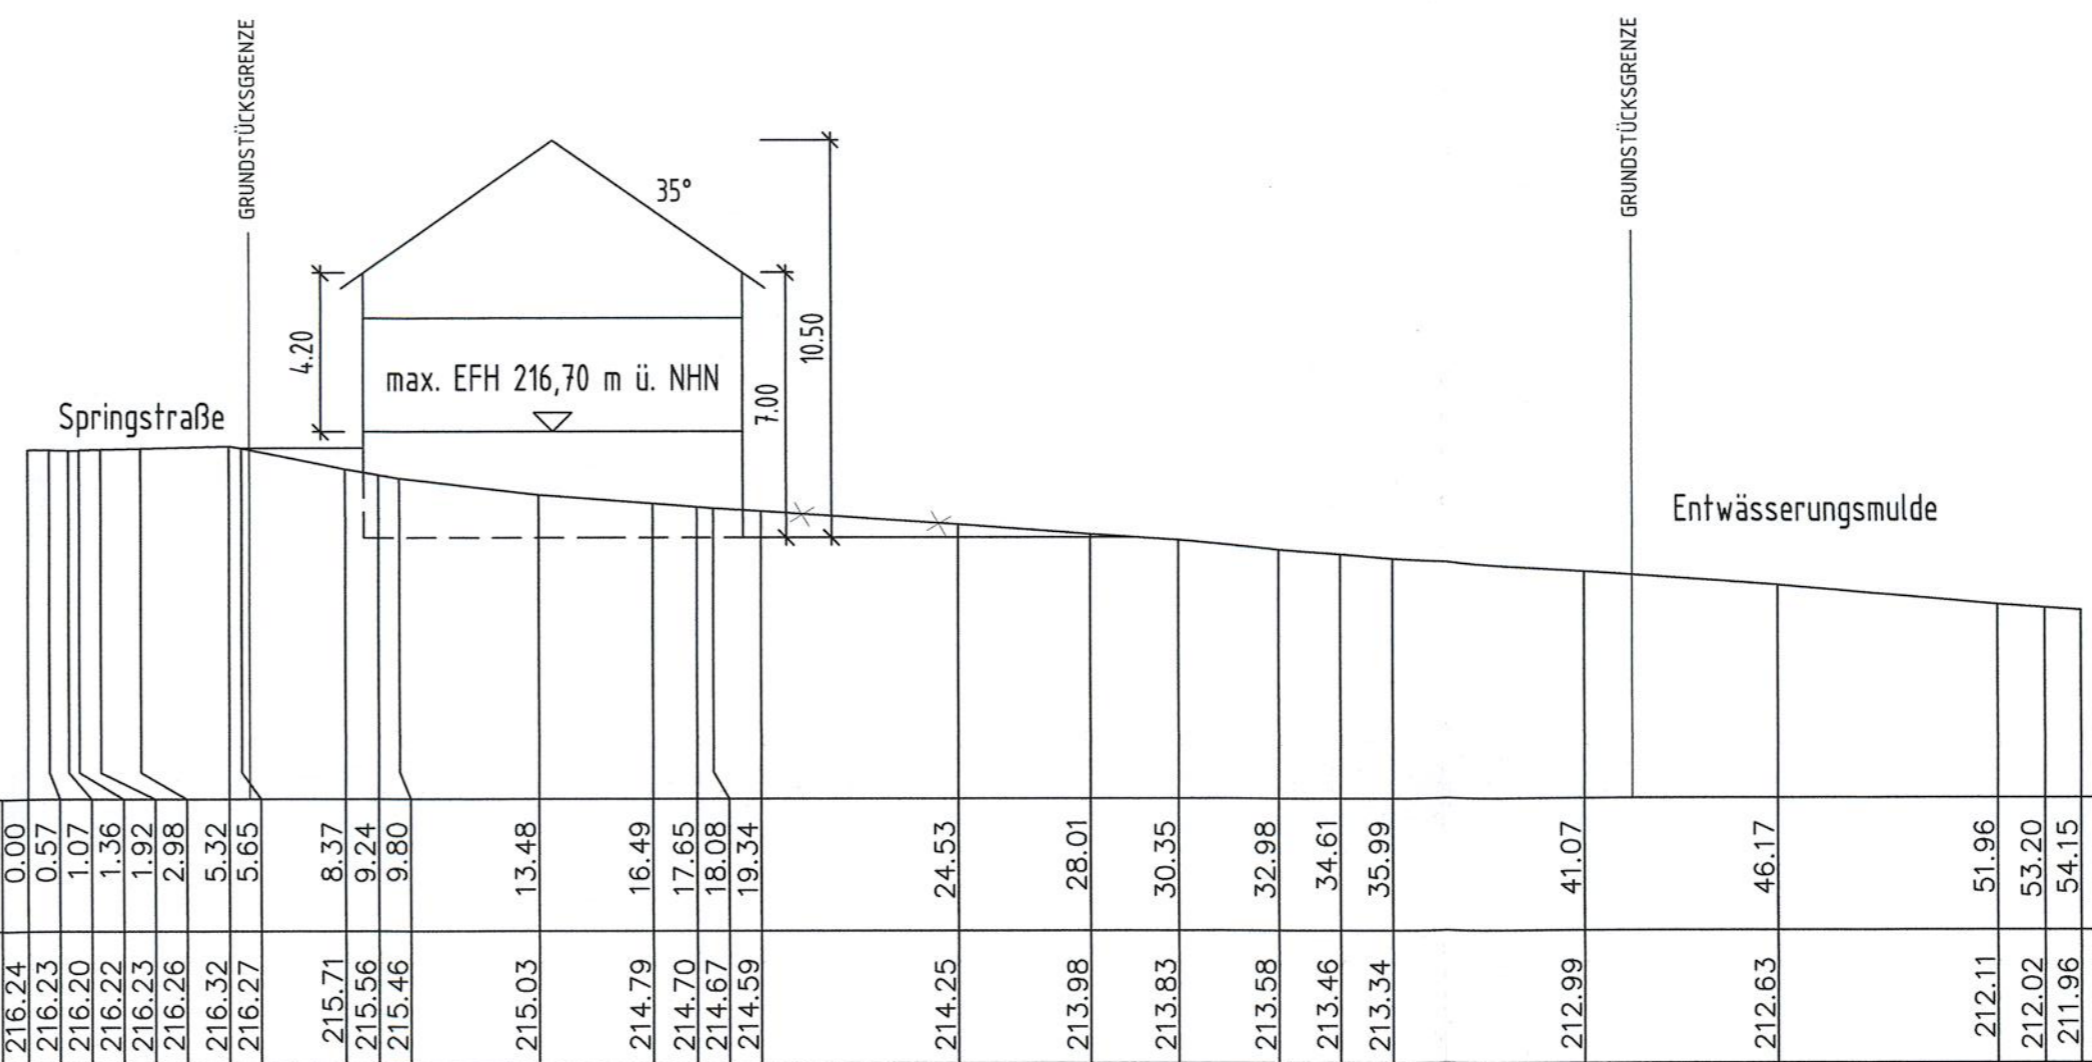 GRUNDSTÜCKSGRENZE
GRUNDSTÜCKSGRENZE
35°
4.20
10.50
7.00
max. EFH 216,70 m ü. NHN
Springstraße
Entwässerungsmulde
0.00 0.57 1.07 1.36 1.92 2.98 5.32 5.65 8.37 9.24 9.80 13.48 16.49 17.65 18.08 19.34 24.53 28.01 30.35 32.98 34.61 35.99 41.07 46.17 51.96 53.20 54.15
216.24 216.23 216.20 216.22 216.23 216.26 216.32 216.27 215.71 215.56 215.46 215.03 214.79 214.70 214.67 214.59 214.25 213.98 213.83 213.58 213.46 213.34 212.99 212.63 212.11 212.02 211.96